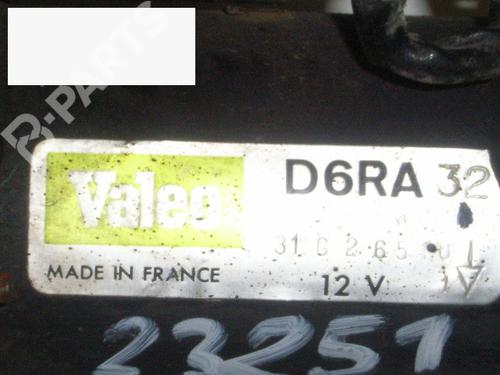 B-PARTS
Valeo
D6RA 32
MADE IN FRANCE
12 V
23251